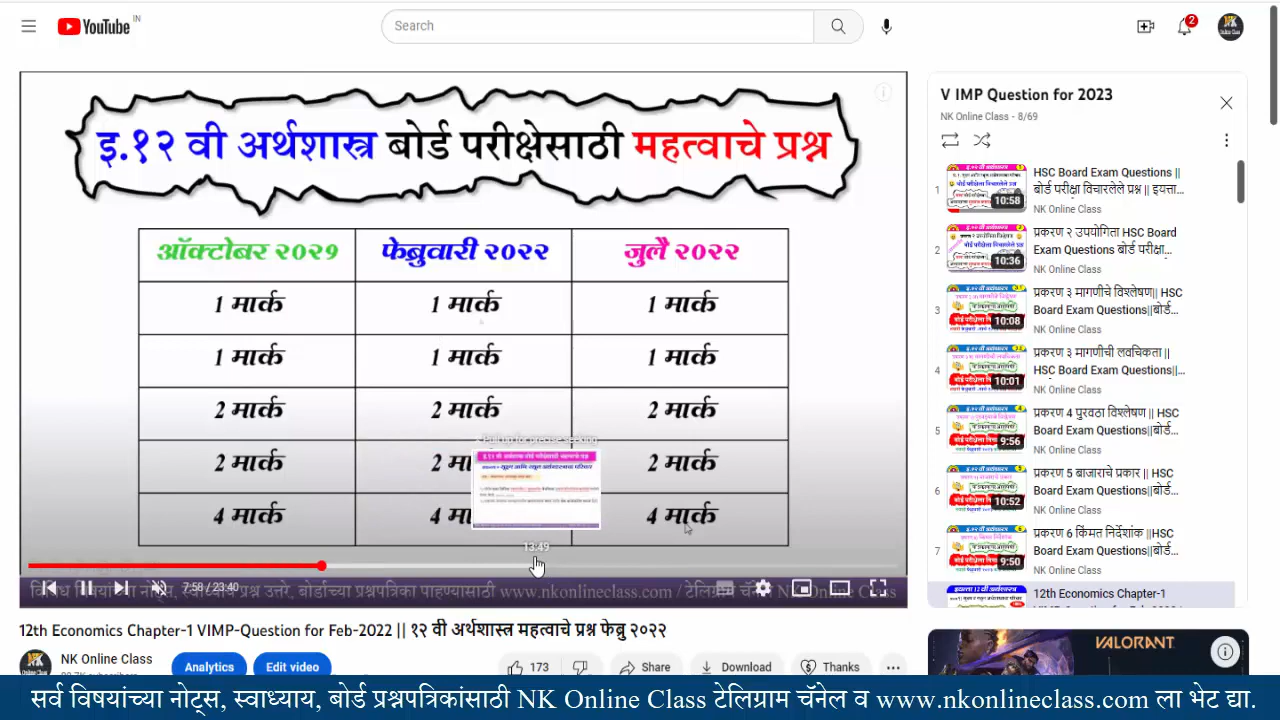 YouTube IN
Search
2
इ.१२ वी अर्थशास्त्र बोर्ड परीक्षेसाठी महत्वाचे प्रश्न
ऑक्टोबर २०२१ फेब्रुवारी २०२२ जुलै २०२२
1 मार्क 1 मार्क 1 मार्क
1 मार्क 1 मार्क 1 मार्क
2 मार्क 2 मार्क 2 मार्क
2 मार्क 2 2 मार्क
4 मार्क 4 4 मार्क
13:49
7:58 / 23:40
12th Economics Chapter-1 VIMP-Question for Feb-2022 || १२ वी अर्थशास्त्र महत्वाचे प्रश्न फेब्रु २०२२
NK Online Class
Analytics
Edit video
173
Share
Download
Thanks
V IMP Question for 2023
NK Online Class - 8/69
1
10:58
HSC Board Exam Questions ||
बोर्ड परीक्षा विचारलेले प्रश्न || इयत्ता...
NK Online Class
2
10:36
प्रकरण २ उपयोगिता HSC Board
Exam Questions बोर्ड परीक्षा...
NK Online Class
3
10:08
प्रकरण ३ मागणीचे विश्लेषण|| HSC
Board Exam Questions||बोर्ड...
NK Online Class
4
10:01
प्रकरण ३ मागणीची लवचिकता ||
HSC Board Exam Questions||...
NK Online Class
5
9:56
प्रकरण 4 पुरवठा विश्लेषण || HSC
Board Exam Questions||बोर्ड...
NK Online Class
6
10:52
प्रकरण 5 बाजाराचे प्रकार || HSC
Board Exam Questions||बोर्ड...
NK Online Class
7
9:50
प्रकरण 6 किंमत निर्देशांक ||HSC
Board Exam Questions||बोर्ड...
NK Online Class
12th Economics Chapter-1
VALORANT
सर्व विषयांच्या नोट्स, स्वाध्याय, बोर्ड प्रश्नपत्रिकांसाठी NK Online Class टेलिग्राम चॅनेल व www.nkonlineclass.com ला भेट द्या.